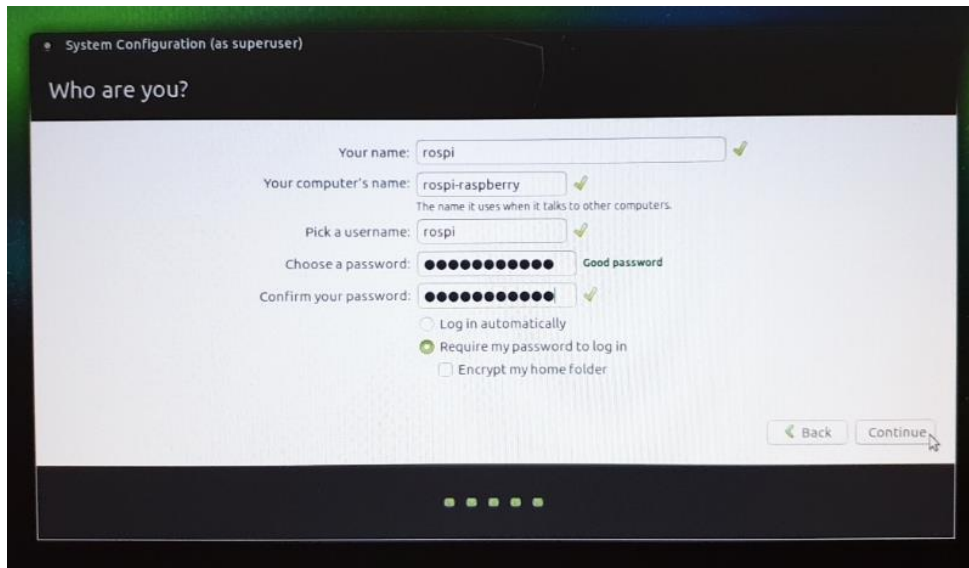 System Configuration (as superuser)
Who are you?
Your name: rospi
Your computer's name: rospi-raspberry
The name it uses when it talks to other computers.
Pick a username: rospi
Choose a password: ●●●●●●●●●●● Good password
Confirm your password: ●●●●●●●●●●●
Log in automatically
Require my password to log in
Encrypt my home folder
Back Continue